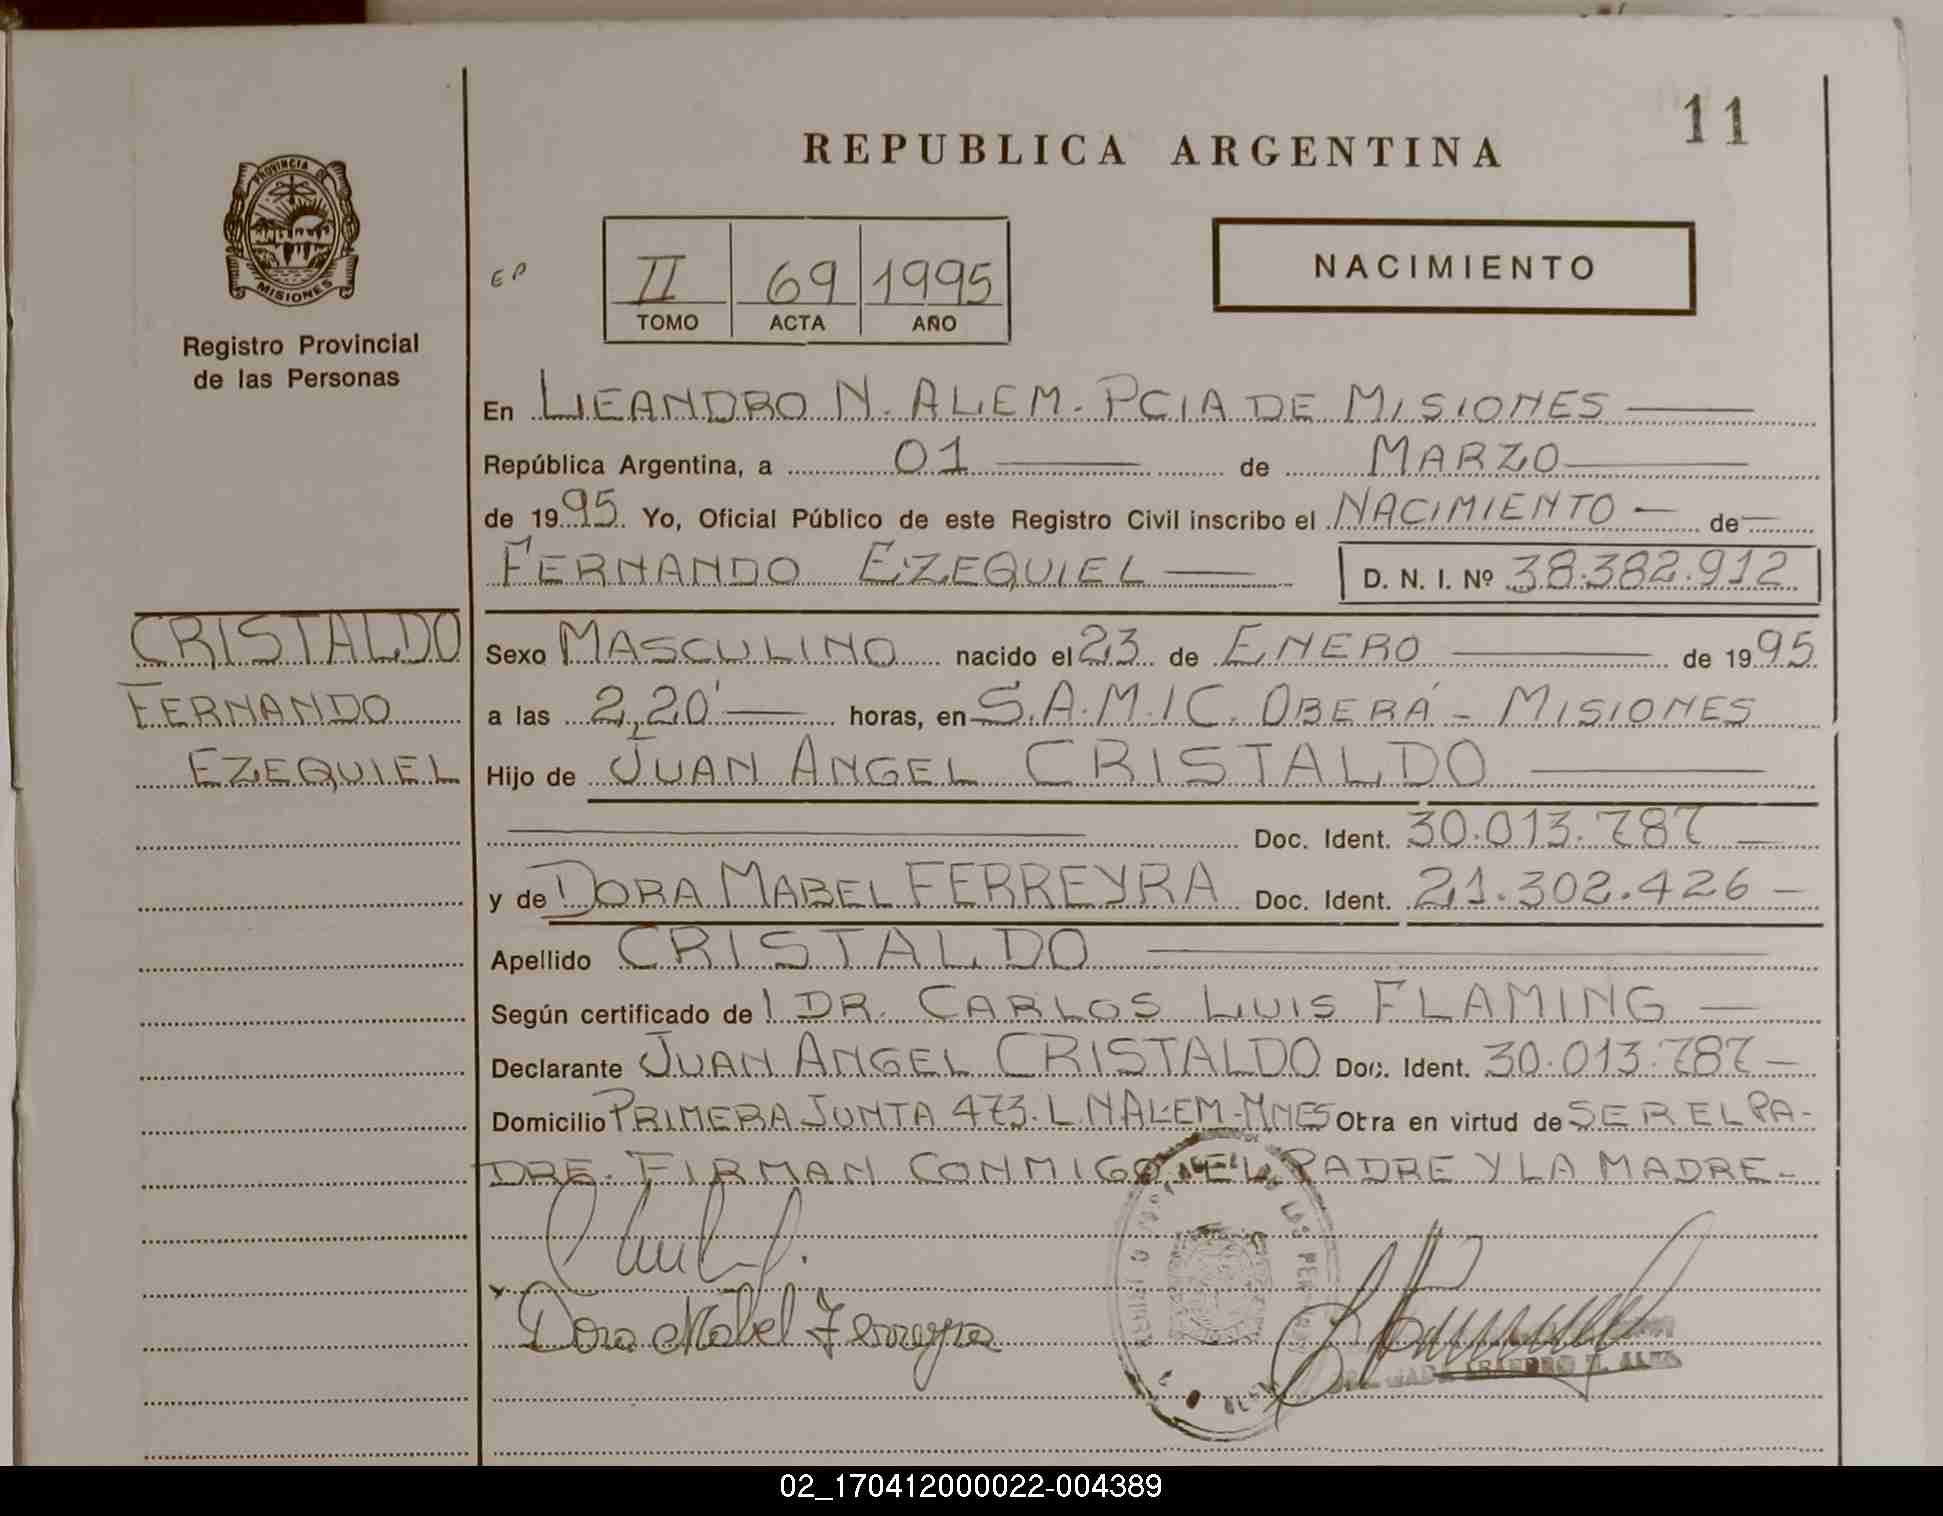 11
REPUBLICA ARGENTINA
PROVINCIA DE
MISIONES
Registro Provincial
de las Personas
EP
II 69 1995
TOMO ACTA AÑO
NACIMIENTO
En LEANDRO N. ALEM. PCIA DE MISIONES
República Argentina, a 01 de MARZO
de 1995. Yo, Oficial Público de este Registro Civil inscribo el NACIMIENTO de
FERNANDO EZEQUIEL D. N. I. Nº 38.382.912
CRISTALDO
FERNANDO
EZEQUIEL
Sexo MASCULINO nacido el 23 de ENERO de 1995
a las 2,20' horas, en S.A.M.I.C. OBERÁ - MISIONES
Hijo de JUAN ANGEL CRISTALDO
Doc. Ident. 30.013.787
y de DORA MABEL FERREYRA Doc. Ident. 21.302.426
Apellido CRISTALDO
Según certificado de l DR. CARLOS LUIS FLAMING
Declarante JUAN ANGEL CRISTALDO Doc. Ident. 30.013.787
Domicilio PRIMERA JUNTA 473. L.N.ALEM-MNES Obra en virtud de SER EL PA-
DRE. FIRMAN CONMIGO EL PADRE Y LA MADRE-
Dora Mabel Ferreyra
02_170412000022-004389